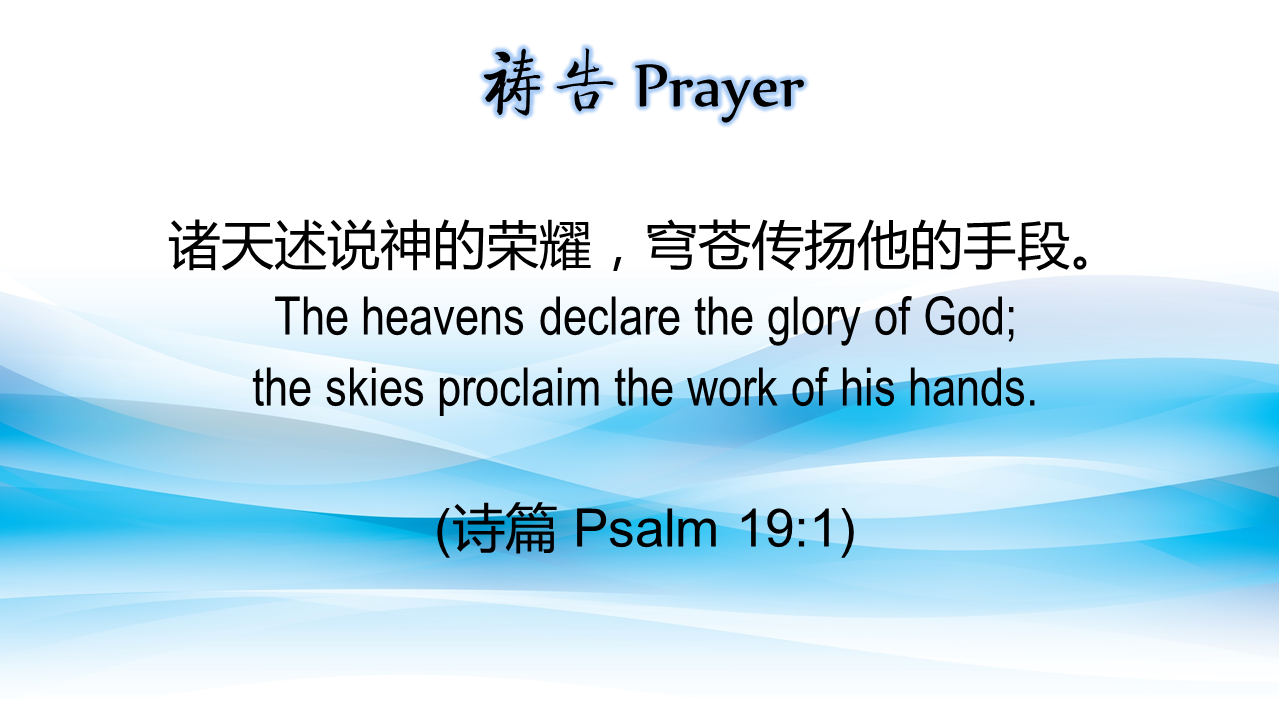 祷告 Prayer
诸天述说神的荣耀，穹苍传扬他的手段。
The heavens declare the glory of God;
the skies proclaim the work of his hands.
(诗篇 Psalm 19:1)